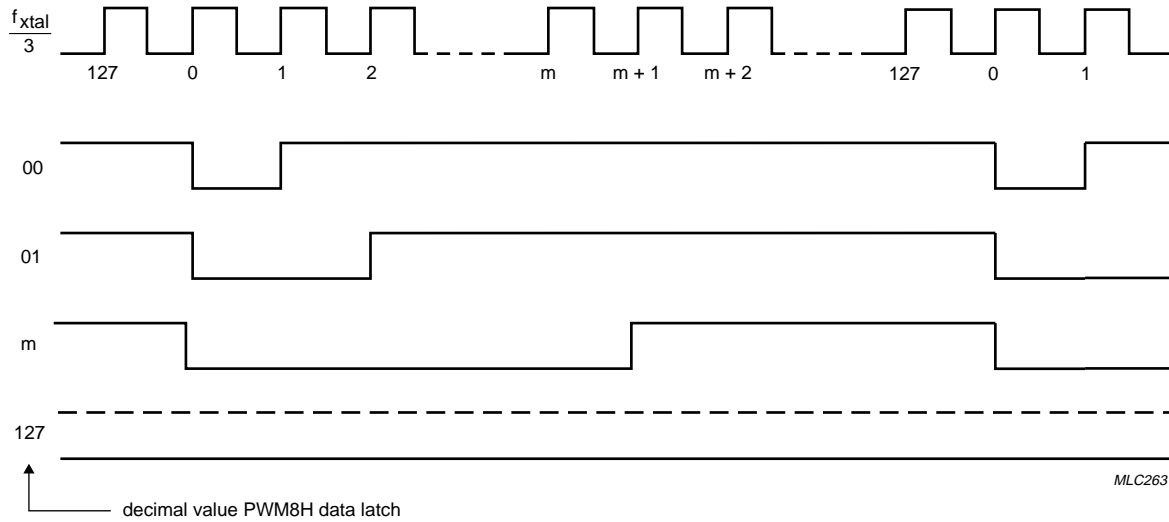 fxtal
3
127 0 1 2 m m + 1 m + 2 127 0 1
00
01
m
127
MLC263
decimal value PWM8H data latch